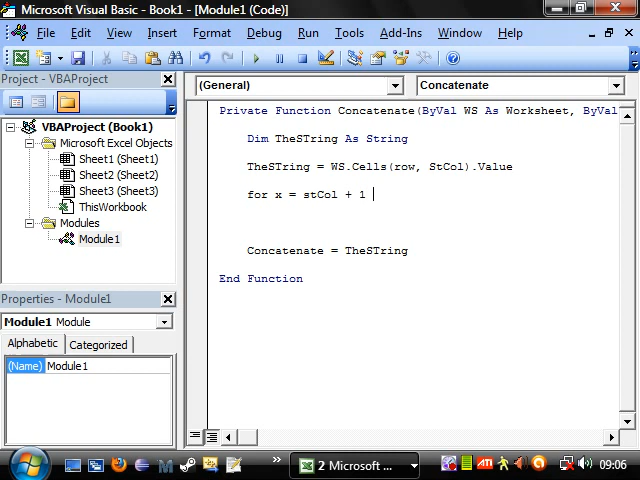 Microsoft Visual Basic - Book1 - [Module1 (Code)]
File Edit View Insert Format Debug Run Tools Add-Ins Window Help
Project - VBAProject
(General) Concatenate
VBAProject (Book1)
Microsoft Excel Objects
Sheet1 (Sheet1)
Sheet2 (Sheet2)
Sheet3 (Sheet3)
ThisWorkbook
Modules
Module1
Properties - Module1
Module1 Module
Alphabetic Categorized
(Name) Module1
Private Function Concatenate(ByVal WS As Worksheet, ByVal
Dim TheSTring As String
TheSTring = WS.Cells(row, StCol).Value
for x = stCol + 1
Concatenate = TheSTring
End Function
2 Microsoft ...
ATI
09:06